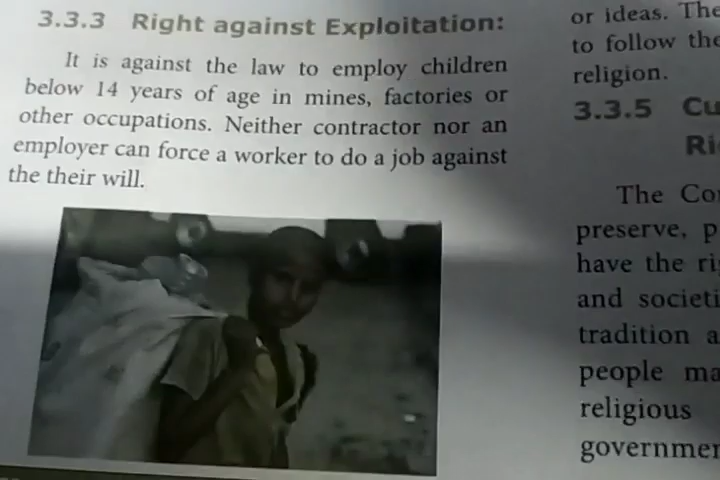 3.3.3 Right against Exploitation:
It is against the law to employ children
below 14 years of age in mines, factories or
other occupations. Neither contractor nor an
employer can force a worker to do a job against
the their will.
or ideas. The
to follow the
religion.
3.3.5
The
preserve,
have the
and
tradition
people
religious